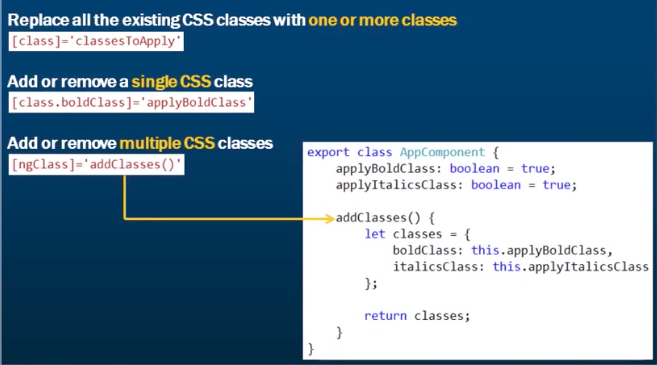 Replace all the existing CSS classes with one or more classes
[class]='classesToApply'
Add or remove a single CSS class
[class.boldClass]='applyBoldClass'
Add or remove multiple CSS classes
[ngClass]='addClasses()'
export class AppComponent {
    applyBoldClass: boolean = true;
    applyItalicsClass: boolean = true;
    addClasses() {
        let classes = {
            boldClass: this.applyBoldClass,
            italicsClass: this.applyItalicsClass
        };
        return classes;
    }
}